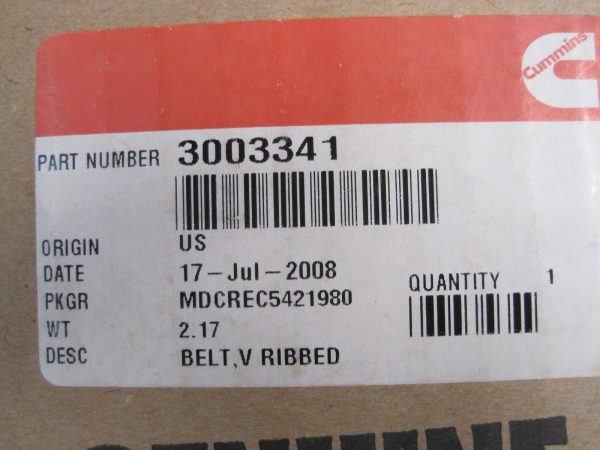 Cummins
PART NUMBER 3003341
ORIGIN US
DATE 17-Jul-2008
PKGR MDCREC5421980
QUANTITY 1
WT 2.17
DESC BELT,V RIBBED
GENUINE